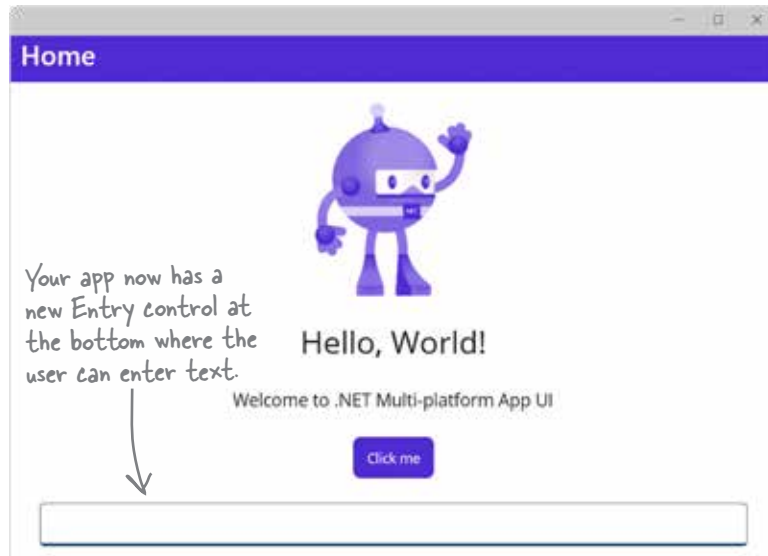 Home
Your app now has a
new Entry control at
the bottom where the
user can enter text.
Hello, World!
Welcome to .NET Multi-platform App UI
Click me